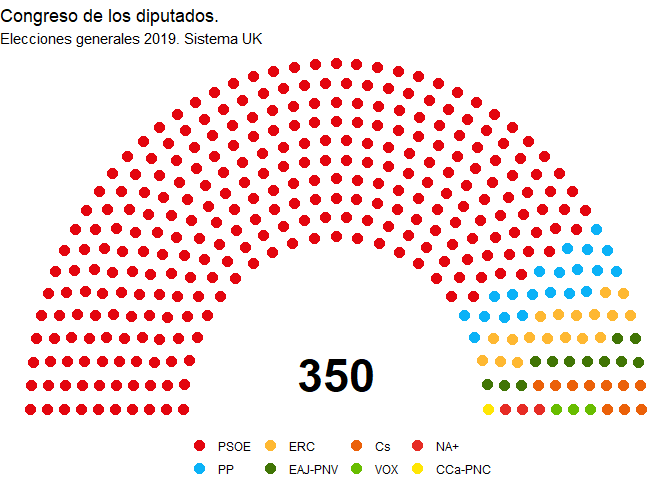 Congreso de los diputados.
Elecciones generales 2019. Sistema UK
350
PSOE ERC Cs NA+
PP EAJ-PNV VOX CCa-PNC